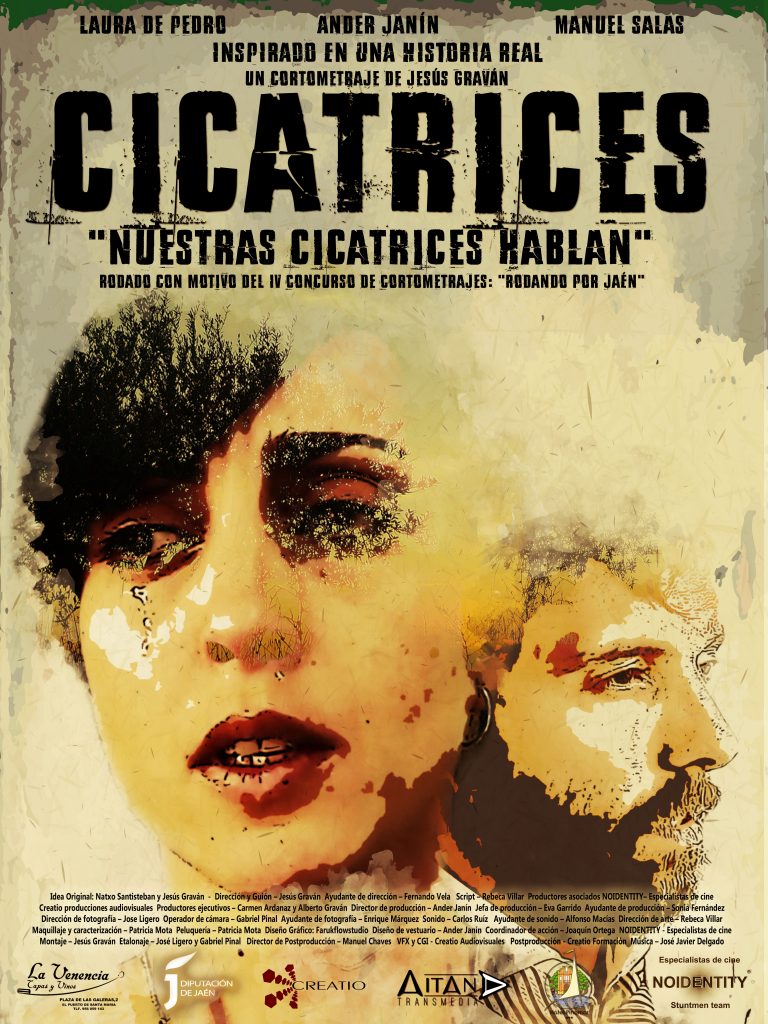 LAURA DE PEDRO ANDER JANÍN MANUEL SALAS
INSPIRADO EN UNA HISTORIA REAL
UN CORTOMETRAJE DE JESÚS GRAVÁN
CICATRICES
"NUESTRAS CICATRICES HABLAN"
RODADO CON MOTIVO DEL IV CONCURSO DE CORTOMETRAJES: "RODANDO POR JAÉN"
Idea Original: Natxo Santisteban y Jesús Graván - Dirección y Guión – Jesús Graván Ayudante de dirección – Fernando Vela Script – Rebeca Villar Productores asociados NOIDENTITY– Especialistas de cine
Creatio producciones audiovisuales Productores ejecutivos – Carmen Ardanaz y Alberto Graván Director de producción – Ander Janin Jefa de producción – Eva Garrido Ayudante de producción – Sonia Fernández
Dirección de fotografía – Jose Ligero Operador de cámara – Gabriel Pinal Ayudante de fotografía – Enrique Márquez Sonido – Carlos Ruíz Ayudante de sonido – Alfonso Macías Dirección de arte – Rebeca Villar
Maquillaje y caracterización – Patricia Mota Peluquería – Patricia Mota Diseño Gráfico: Farukflowstudio Diseño de vestuario – Ander Janin Coordinador de acción – Joaquín Ortega NOIDENTITY - Especialistas de cine
Montaje – Jesús Graván Etalonaje – José Ligero y Gabriel Pinal Director de Postproducción – Manuel Chaves VFX y CGI - Creatio Audiovisuales Postproducción - Creatio Formación Música – José Javier Delgado
La Venencia
Tapas y Vinos
PLAZA DE LAS GALERAS,2
EL PUERTO DE SANTA MARIA
DIPUTACIÓN
DE JAÉN
CREATIO
AITAN
TRANSMEDIA
Especialistas de cine
NOIDENTITY
Stuntmen team